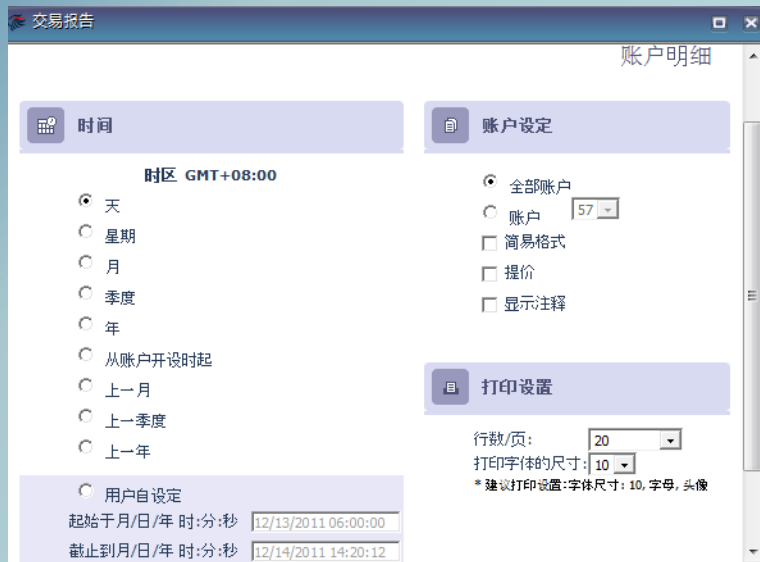 交易报告
账户明细
时间
时区 GMT+08:00
天
星期
月
季度
年
从账户开设时起
上一月
上一季度
上一年
用户自设定
起始于月/日/年 时:分:秒 12/13/2011 06:00:00
截止到月/日/年 时:分:秒 12/14/2011 14:20:12
账户设定
全部账户
账户 57
简易格式
提价
显示注释
打印设置
行数/页: 20
打印字体的尺寸: 10
* 建议打印设置:字体尺寸: 10, 字母, 头像